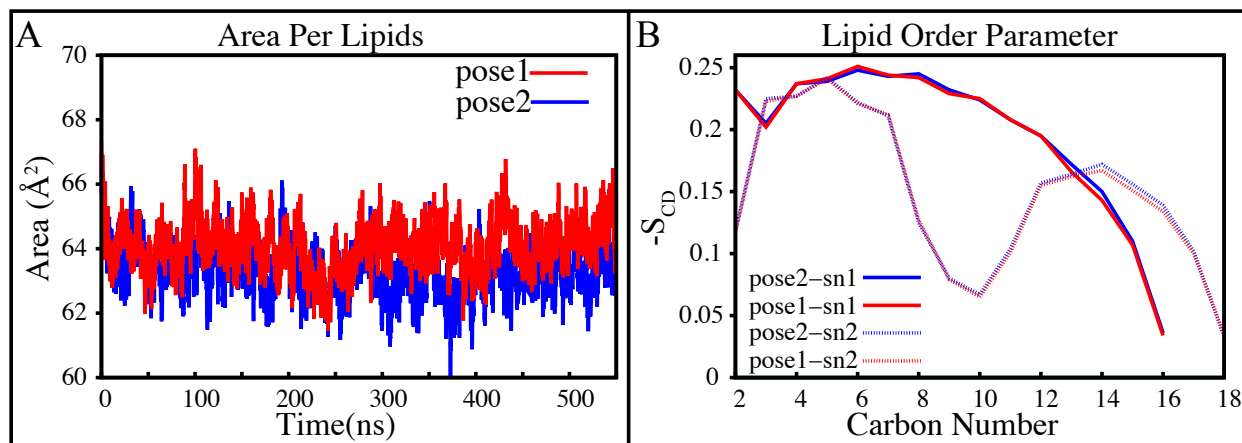 A
Area Per Lipids
pose1
pose2
70
68
66
64
62
60
Area (Å²)
0 100 200 300 400 500
Time(ns)
B
Lipid Order Parameter
0.25
0.2
0.15
0.1
0.05
0
-S_CD
pose2-sn1
pose1-sn1
pose2-sn2
pose1-sn2
2 4 6 8 10 12 14 16 18
Carbon Number